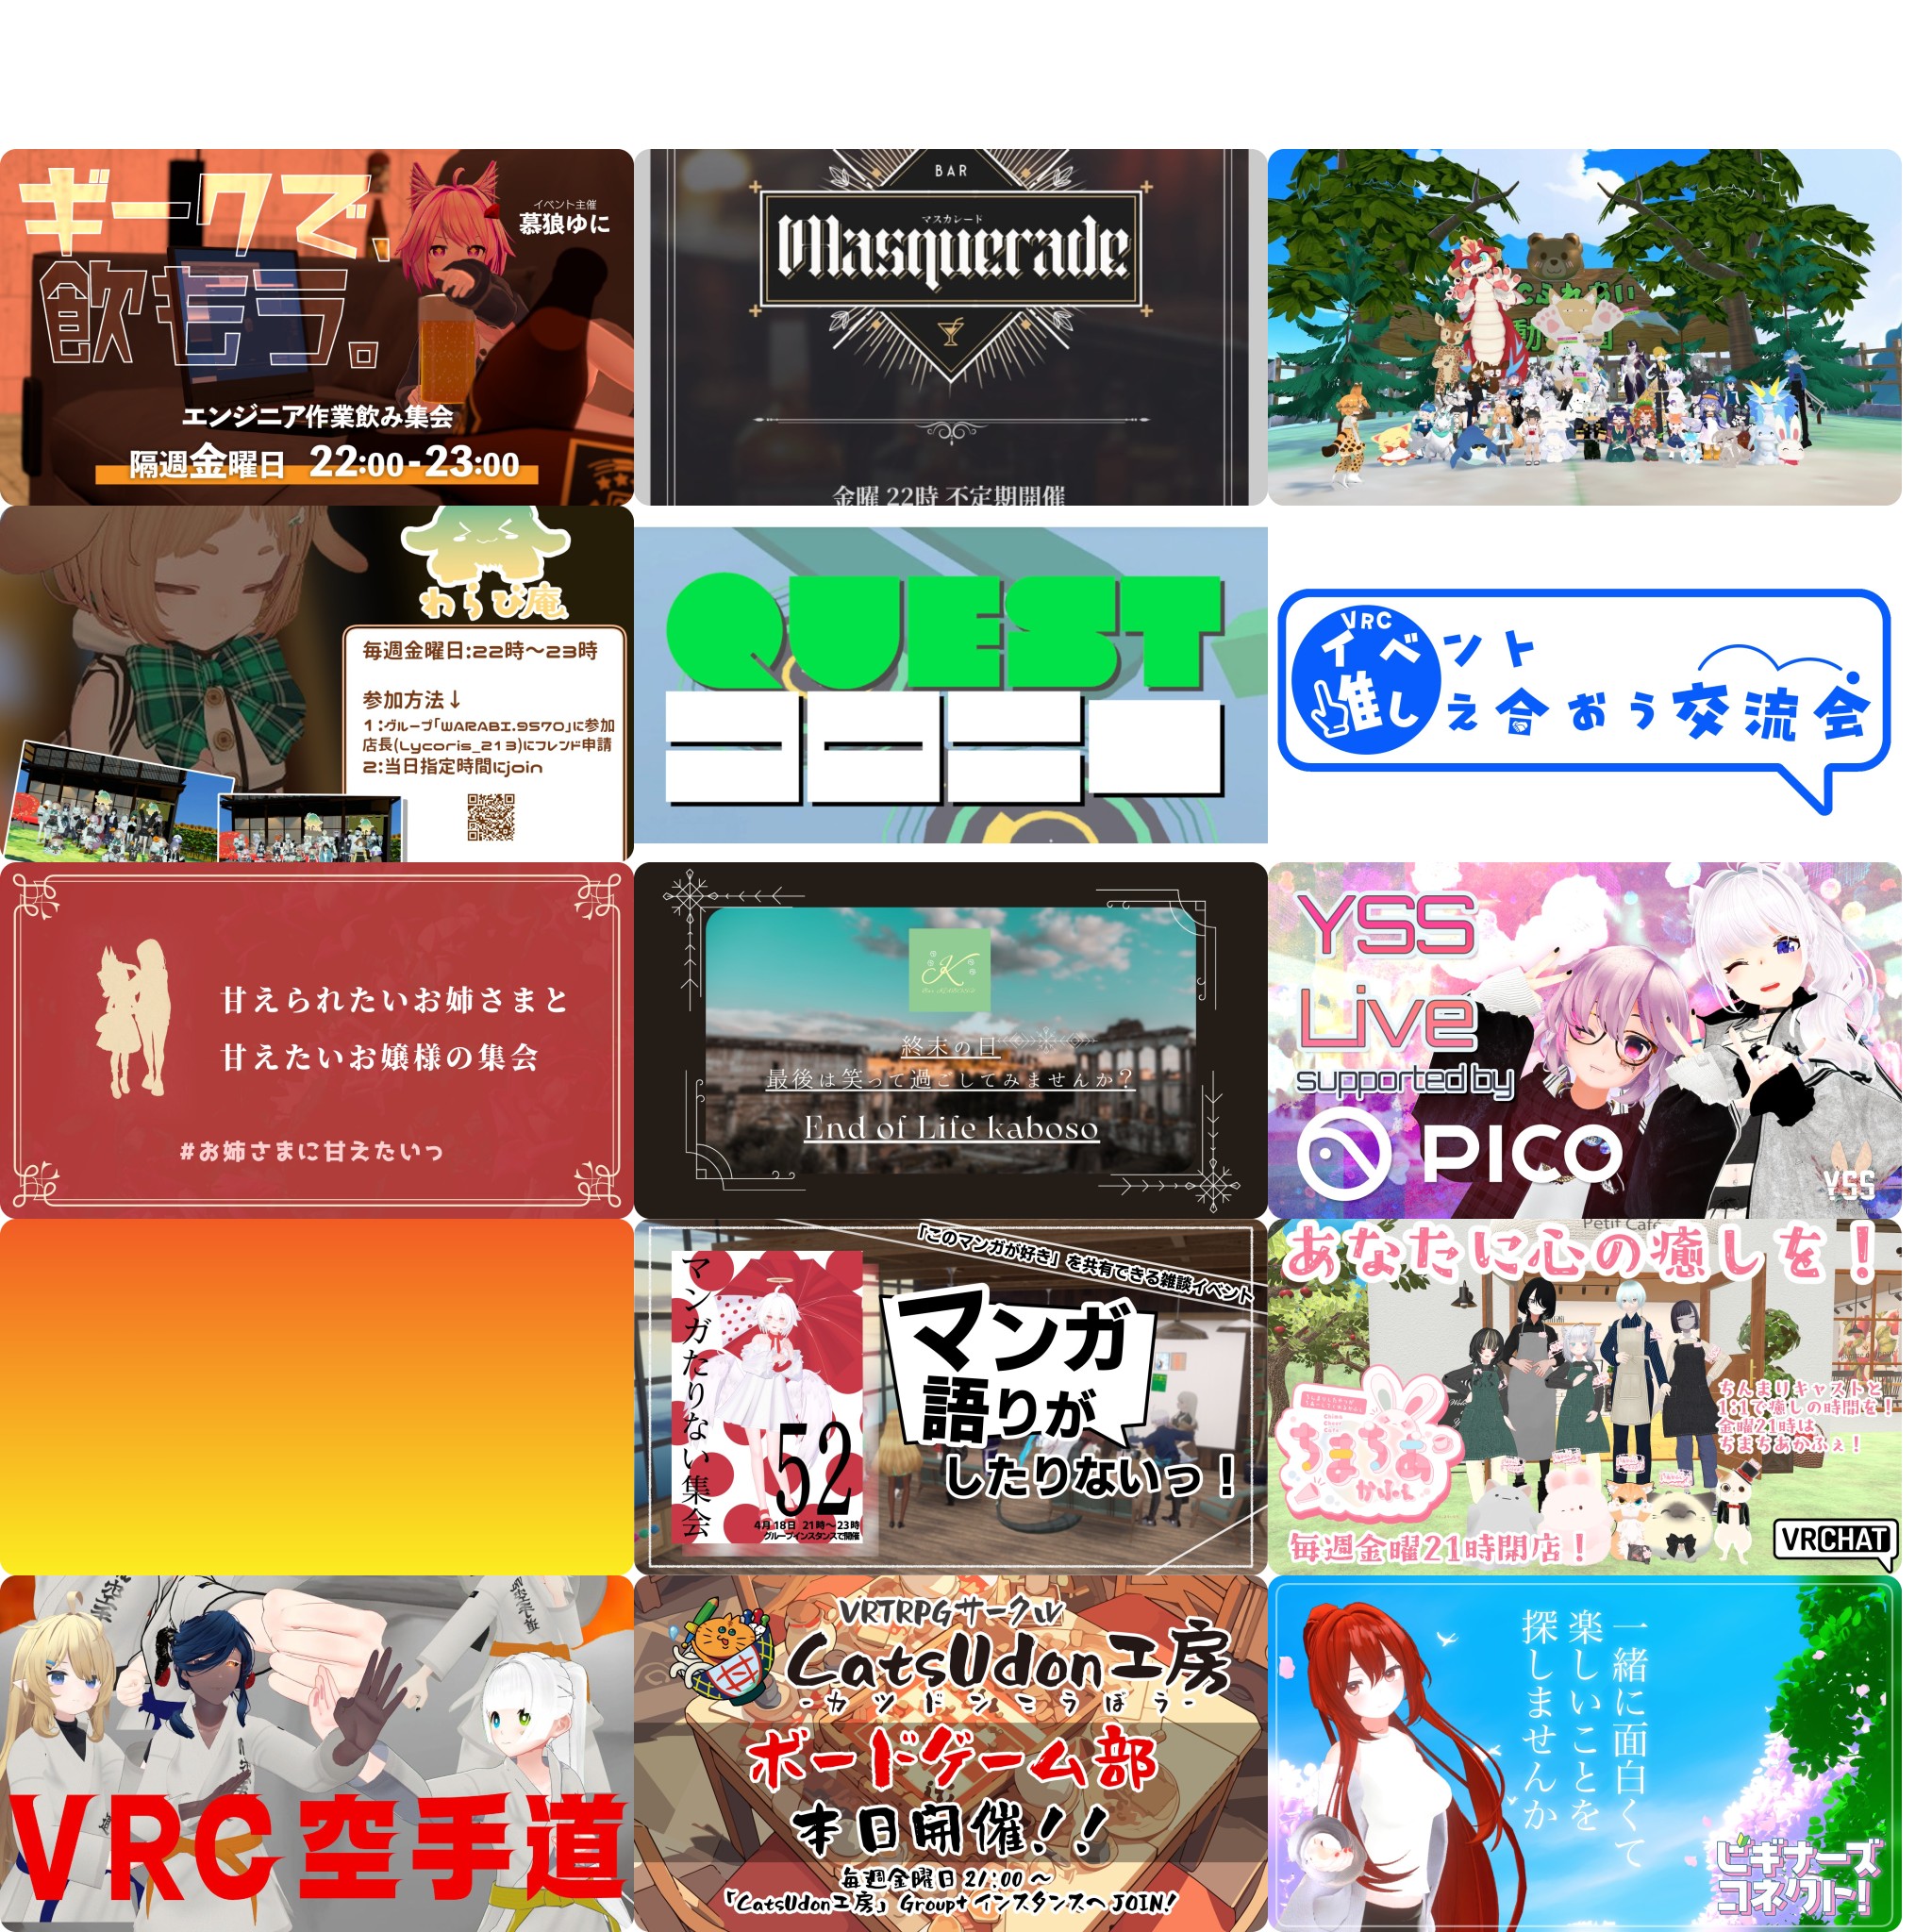 ギークで、
飲もう。
イベント主催
慕狼ゆに
エンジニア作業飲み集会
隔週金曜日 22:00-23:00
BAR
マスカレード
Masquerade
金曜 22時 不定期開催
わらび庵
毎週金曜日:22時〜23時
参加方法↓
1:グループ「WARABI.9570」に参加
店長(Lycoris_213)にフレンド申請
2:当日指定時間にjoin
QUEST
ココニロ
VRC
イベント
推しえ合おう交流会
甘えられたいお姉さまと
甘えたいお嬢様の集会
#お姉さまに甘えたいっ
K
終末の日
最後は笑って過ごしてみませんか?
End of Life kaboso
YSS
Live
supported by
PICO
YSS
「このマンガが好き」を共有できる雑談イベント
マンガたりない集会
52
4月18日 21時〜23時
グループインスタンスで開催
マンガ
語りが
したりないっ!
Petit Cafe
あなたに心の癒しを!
ちんまりキャストと
1:1で癒しの時間を!
金曜21時は
ちまちあかふぇ!
ちまちあ
かふぇ
毎週金曜21時開店!
VRCHAT
VRC空手道
VRTRPGサークル
CatsUdon工房
-カツドンこうぼう-
ボードゲーム部
本日開催!!
毎週金曜日 21:00 〜
「CatsUdon工房」Group+インスタンスへJOIN!
一緒に面白くて
楽しいことを
探しませんか
ビギナーズ
コネクト!